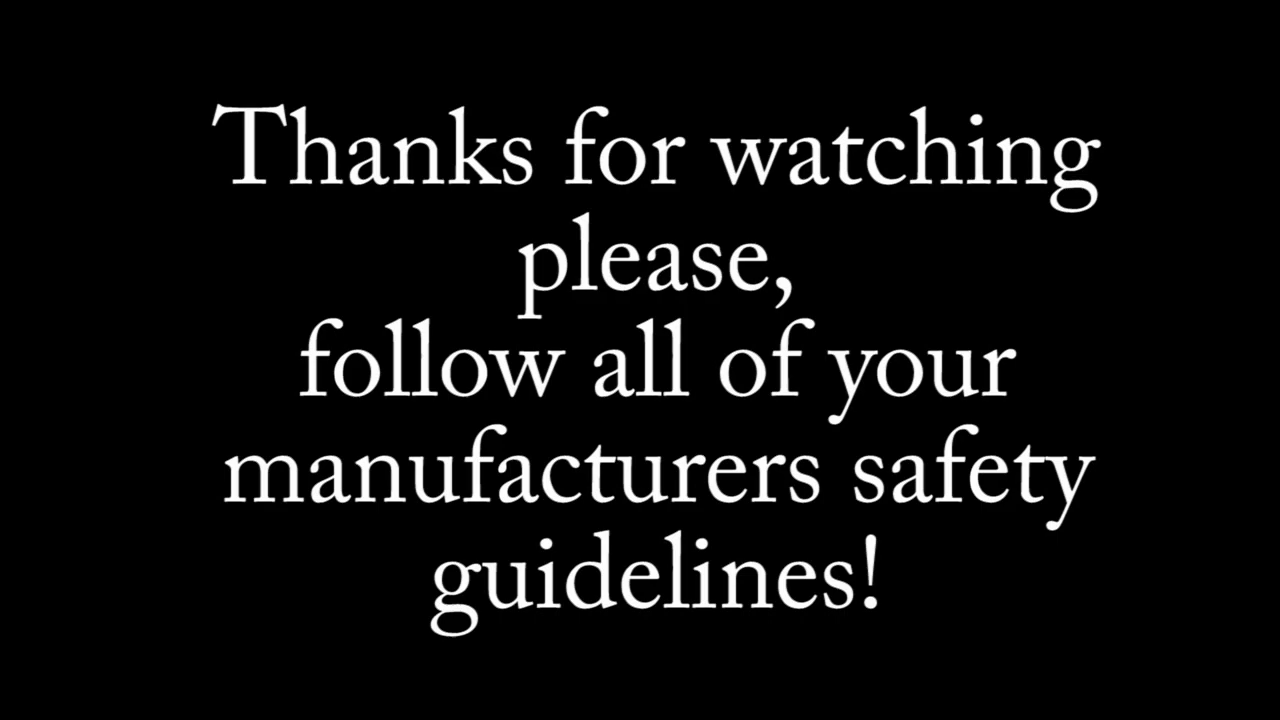 Thanks for watching
please,
follow all of your
manufacturers safety
guidelines!